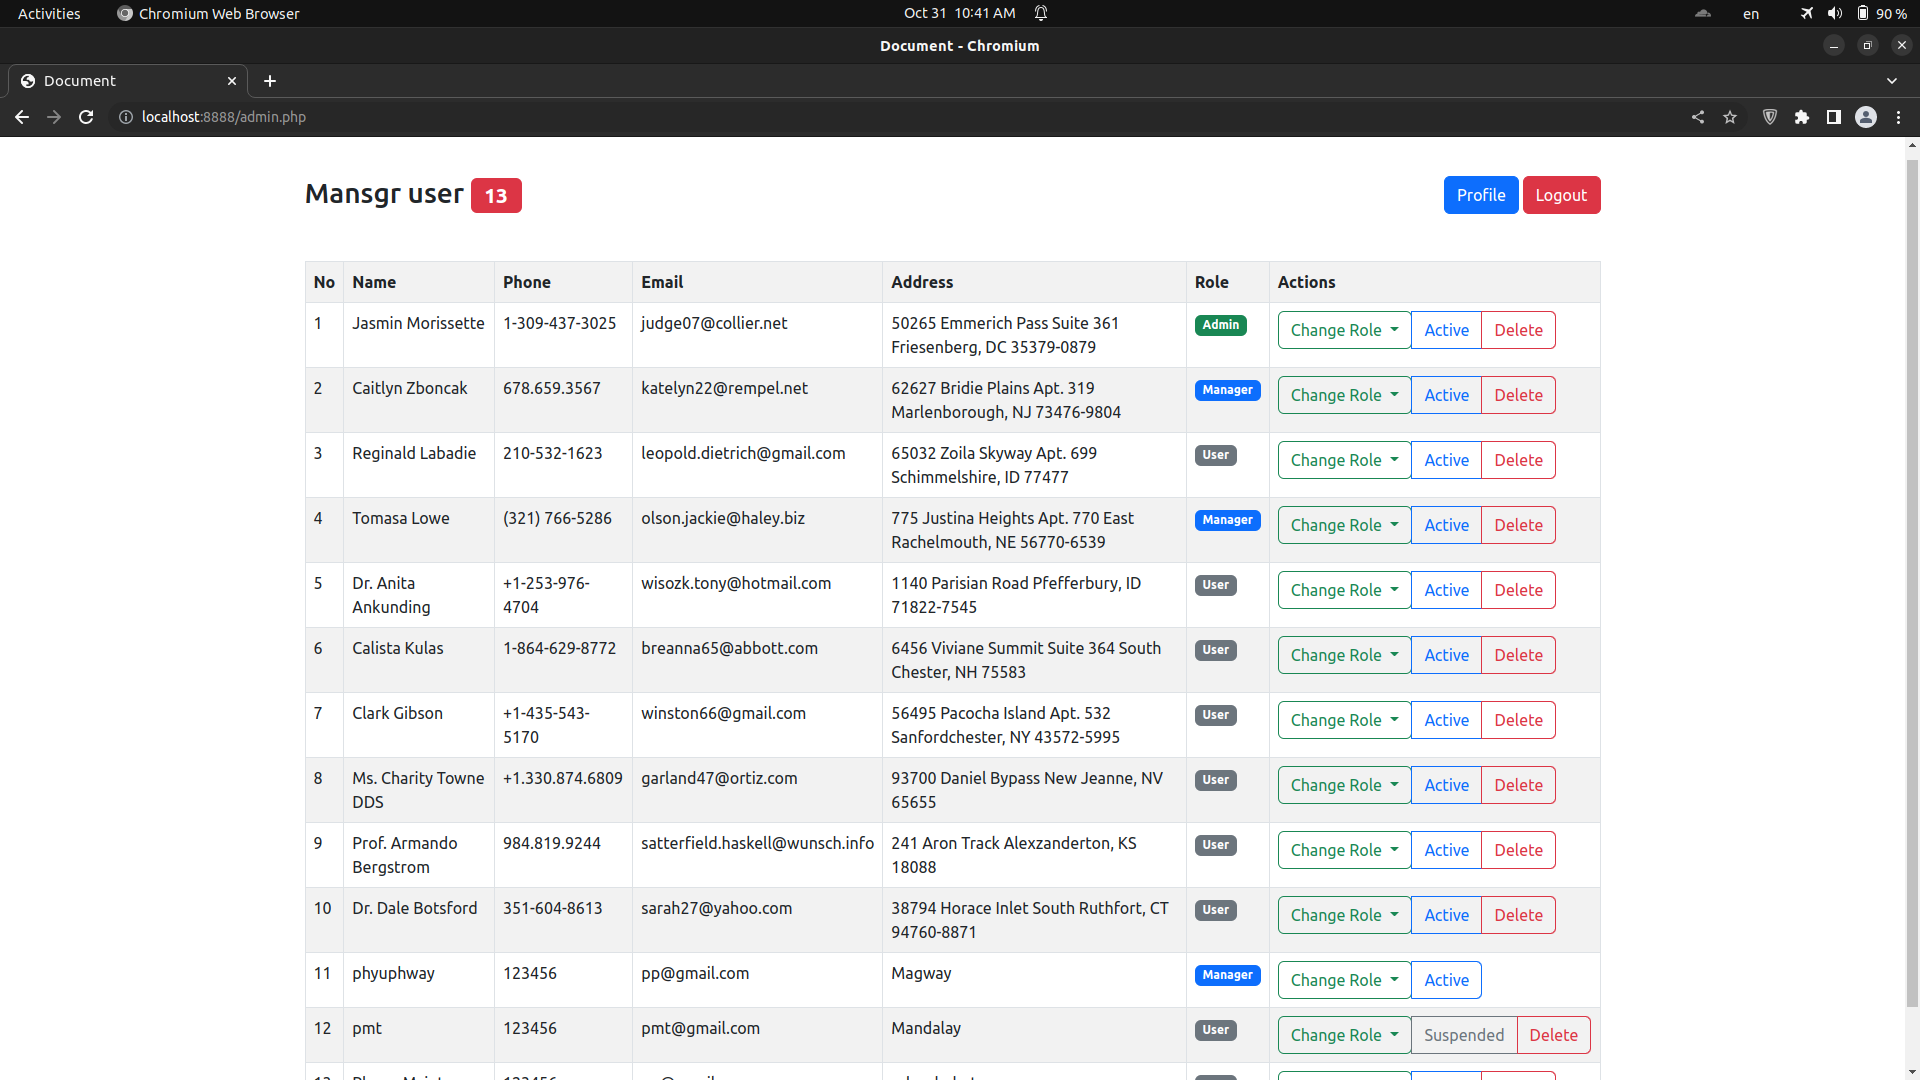 Activities Chromium Web Browser Oct 31 10:41 AM en 90 %
Document - Chromium
Document
localhost:8888/admin.php
Mansgr user 13 Profile Logout
No Name Phone Email Address Role Actions
1 Jasmin Morissette 1-309-437-3025 judge07@collier.net 50265 Emmerich Pass Suite 361 Admin Change Role Active Delete
Friesenberg, DC 35379-0879
2 Caitlyn Zboncak 678.659.3567 katelyn22@rempel.net 62627 Bridie Plains Apt. 319 Manager Change Role Active Delete
Marlenborough, NJ 73476-9804
3 Reginald Labadie 210-532-1623 leopold.dietrich@gmail.com 65032 Zoila Skyway Apt. 699 User Change Role Active Delete
Schimmelshire, ID 77477
4 Tomasa Lowe (321) 766-5286 olson.jackie@haley.biz 775 Justina Heights Apt. 770 East Manager Change Role Active Delete
Rachelmouth, NE 56770-6539
5 Dr. Anita +1-253-976- wisozk.tony@hotmail.com 1140 Parisian Road Pfefferbury, ID User Change Role Active Delete
Ankunding 4704 71822-7545
6 Calista Kulas 1-864-629-8772 breanna65@abbott.com 6456 Viviane Summit Suite 364 South User Change Role Active Delete
Chester, NH 75583
7 Clark Gibson +1-435-543- winston66@gmail.com 56495 Pacocha Island Apt. 532 User Change Role Active Delete
5170 Sanfordchester, NY 43572-5995
8 Ms. Charity Towne +1.330.874.6809 garland47@ortiz.com 93700 Daniel Bypass New Jeanne, NV User Change Role Active Delete
DDS 65655
9 Prof. Armando 984.819.9244 satterfield.haskell@wunsch.info 241 Aron Track Alexzanderton, KS User Change Role Active Delete
Bergstrom 18088
10 Dr. Dale Botsford 351-604-8613 sarah27@yahoo.com 38794 Horace Inlet South Ruthfort, CT User Change Role Active Delete
94760-8871
11 phyuphway 123456 pp@gmail.com Magway Manager Change Role Active
12 pmt 123456 pmt@gmail.com Mandalay User Change Role Suspended Delete